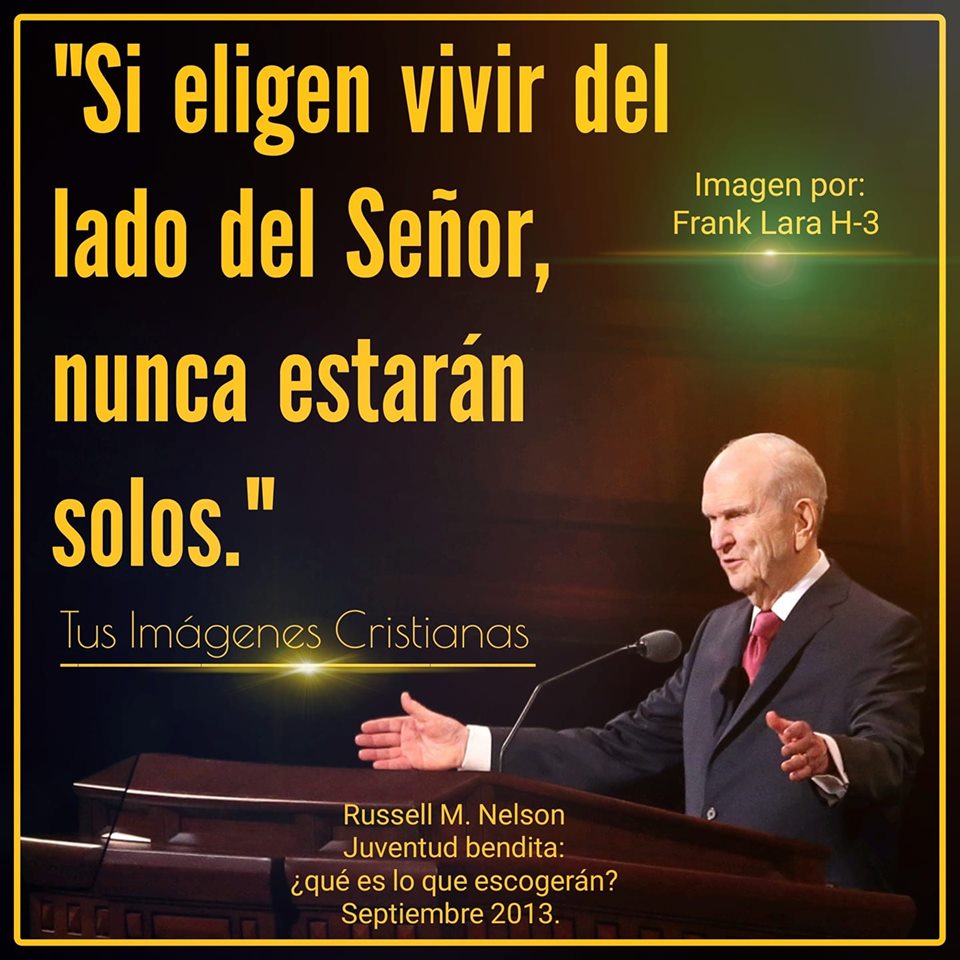 "Si eligen vivir del
lado del Señor,
nunca estarán
solos."
Imagen por:
Frank Lara H-3
Tus Imágenes Cristianas
Russell M. Nelson
Juventud bendita:
¿qué es lo que escogerán?
Septiembre 2013.